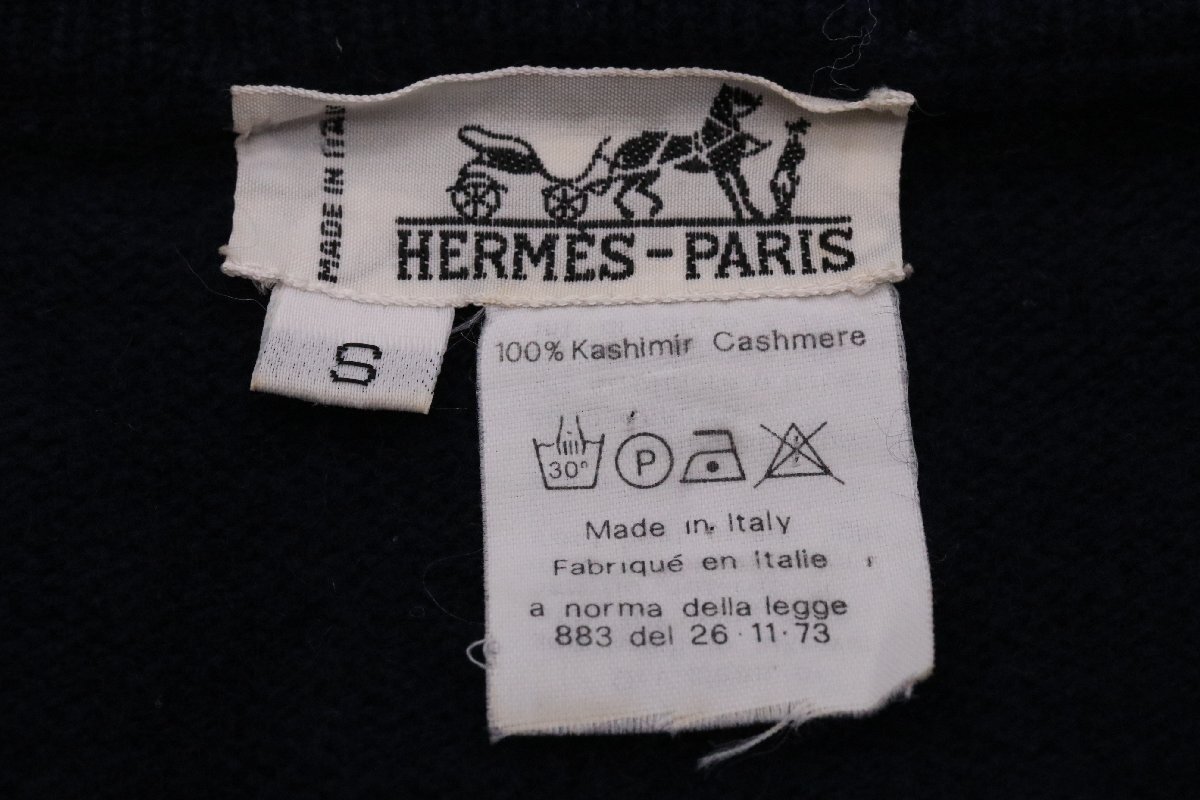 MADE IN ITALY
HERMÈS-PARIS
S
100% Kashimir Cashmere
30°
P
Made in Italy
Fabriqué en Italie
a norma della legge
883 del 26·11·73